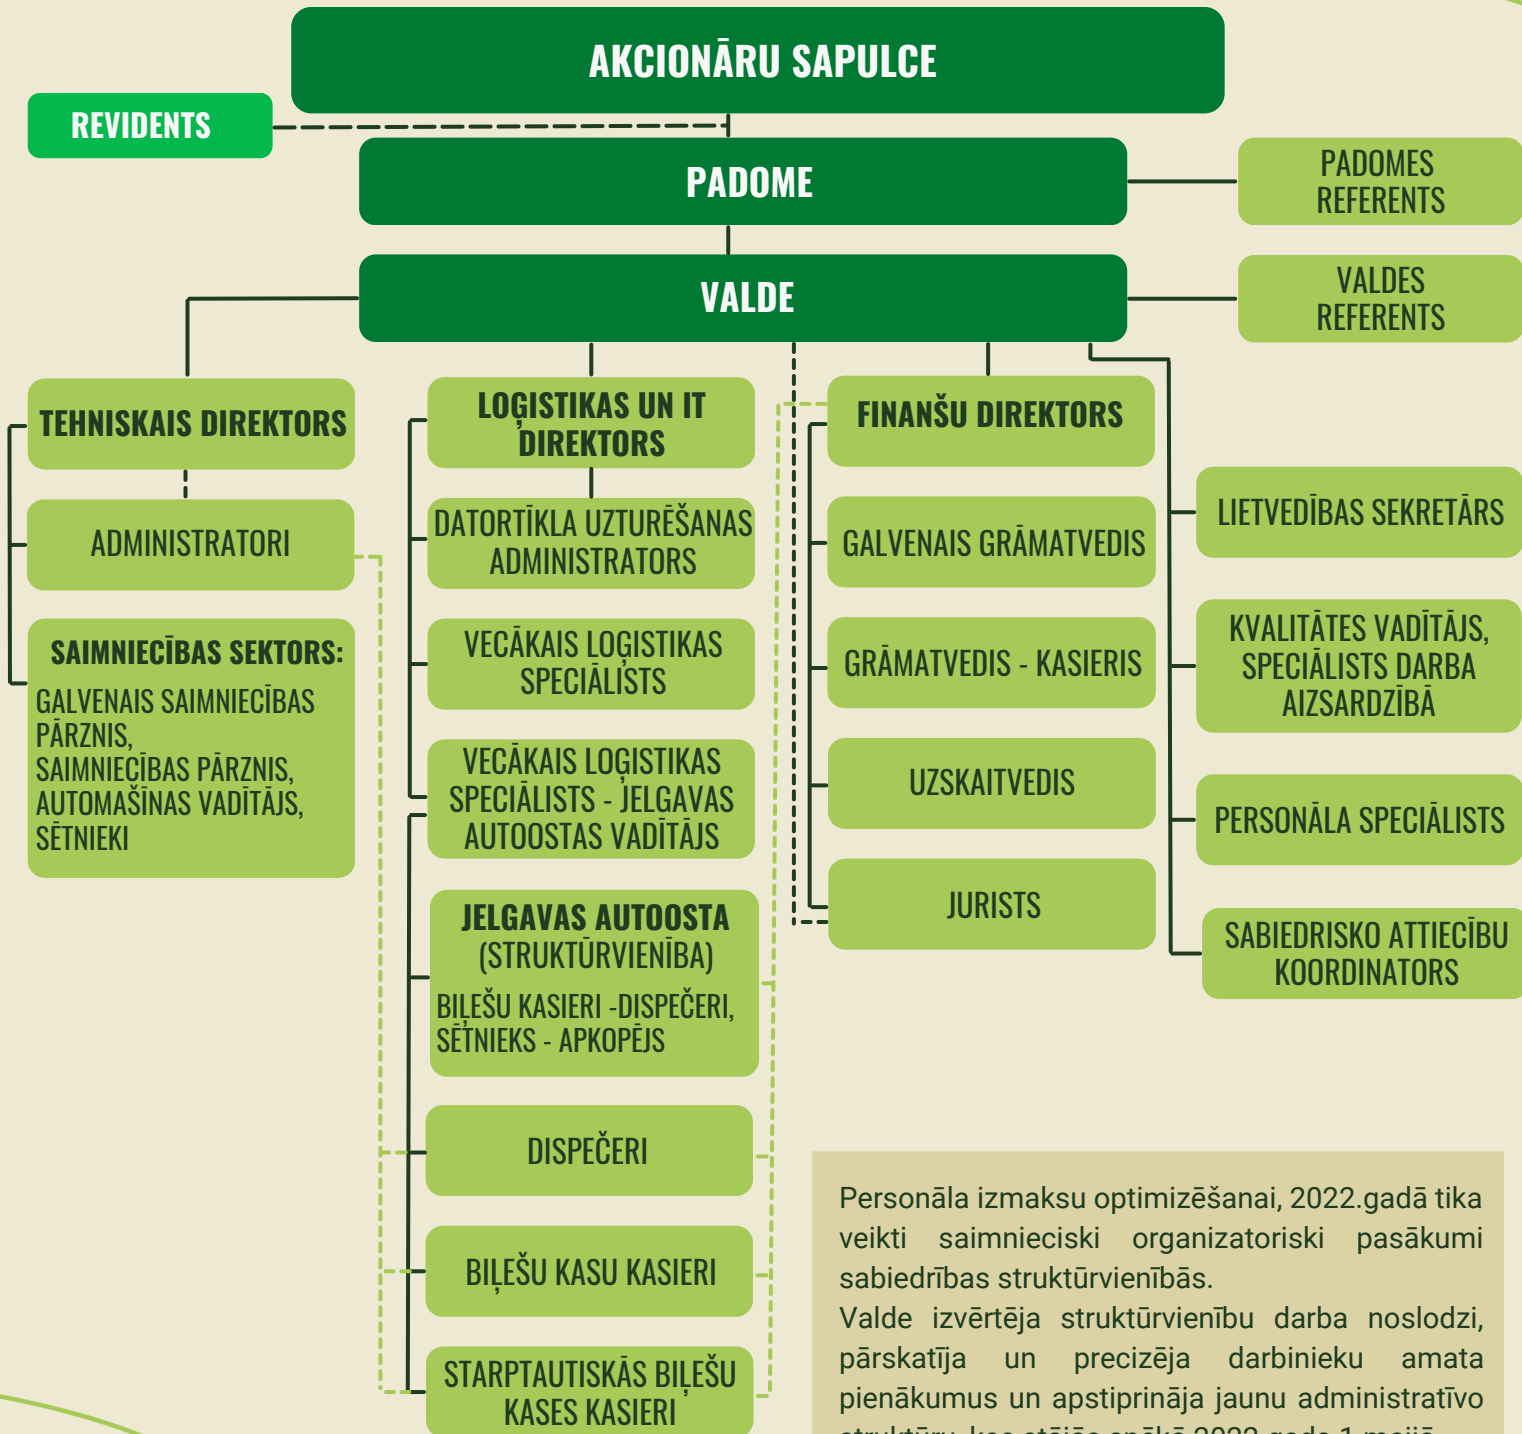 AKCIONĀRU SAPULCE
REVIDENTS
PADOME
PADOMES
REFERENTS
VALDE
VALDES
REFERENTS
TEHNISKAIS DIREKTORS
ADMINISTRATORI
SAIMNIECĪBAS SEKTORS:
GALVENAIS SAIMNIECĪBAS
PĀRZNIS,
SAIMNIECĪBAS PĀRZNIS,
AUTOMAŠĪNAS VADĪTĀJS,
SĒTNIEKI
LOĢISTIKAS UN IT
DIREKTORS
DATORTĪKLA UZTURĒŠANAS
ADMINISTRATORS
VECĀKAIS LOĢISTIKAS
SPECIĀLISTS
VECĀKAIS LOĢISTIKAS
SPECIĀLISTS - JELGAVAS
AUTOOSTAS VADĪTĀJS
JELGAVAS AUTOOSTA
(STRUKTŪRVIENĪBA)
BIĻEŠU KASIERI -DISPEČERI,
SĒTNIEKS - APKOPĒJS
DISPEČERI
BIĻEŠU KASU KASIERI
STARPTAUTISKĀS BIĻEŠU
KASES KASIERI
FINANŠU DIREKTORS
GALVENAIS GRĀMATVEDIS
GRĀMATVEDIS - KASIERIS
UZSKAITVEDIS
JURISTS
LIETVEDĪBAS SEKRETĀRS
KVALITĀTES VADĪTĀJS,
SPECIĀLISTS DARBA
AIZSARDZĪBĀ
PERSONĀLA SPECIĀLISTS
SABIEDRISKO ATTIECĪBU
KOORDINATORS
Personāla izmaksu optimizēšanai, 2022.gadā tika
veikti saimnieciski organizatoriski pasākumi
sabiedrības struktūrvienībās.
Valde izvērtēja struktūrvienību darba noslodzi,
pārskatīja un precizēja darbinieku amata
pienākumus un apstiprināja jaunu administratīvo